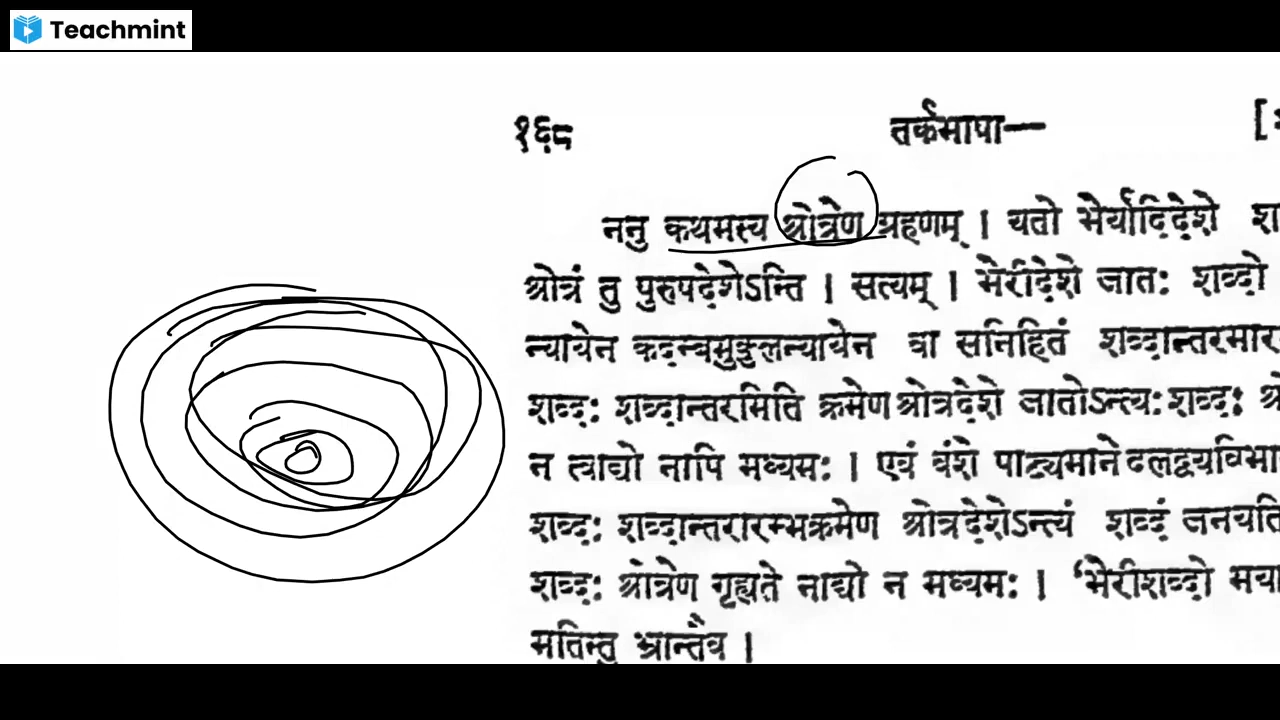 Teachmint
१६८ तर्कभाषा—
ननु कथमस्य श्रोत्रेण ग्रहणम् । यतो भेर्यादिदेशे श
श्रोत्रं तु पुरुषदेशेऽस्ति । सत्यम् । भेरीदेशे जातः शब्दो
न्यायेन कदम्बमुकुलन्यायेन वा सन्निहितं शब्दान्तरमार
शब्दः शब्दान्तरमिति क्रमेण श्रोत्रदेशे जातोऽन्त्यः शब्दः श्रो
न त्वाद्यो नापि मध्यमः । एवं वंशे पाट्यमाने दलद्वयविभा
शब्दः शब्दान्तरारम्भक्रमेण श्रोत्रदेशेऽन्त्यं शब्दं जनयति
शब्दः श्रोत्रेण गृह्यते नाद्यो न मध्यमः । 'भेरीशब्दो मया
मतिस्तु भ्रान्तैव ।